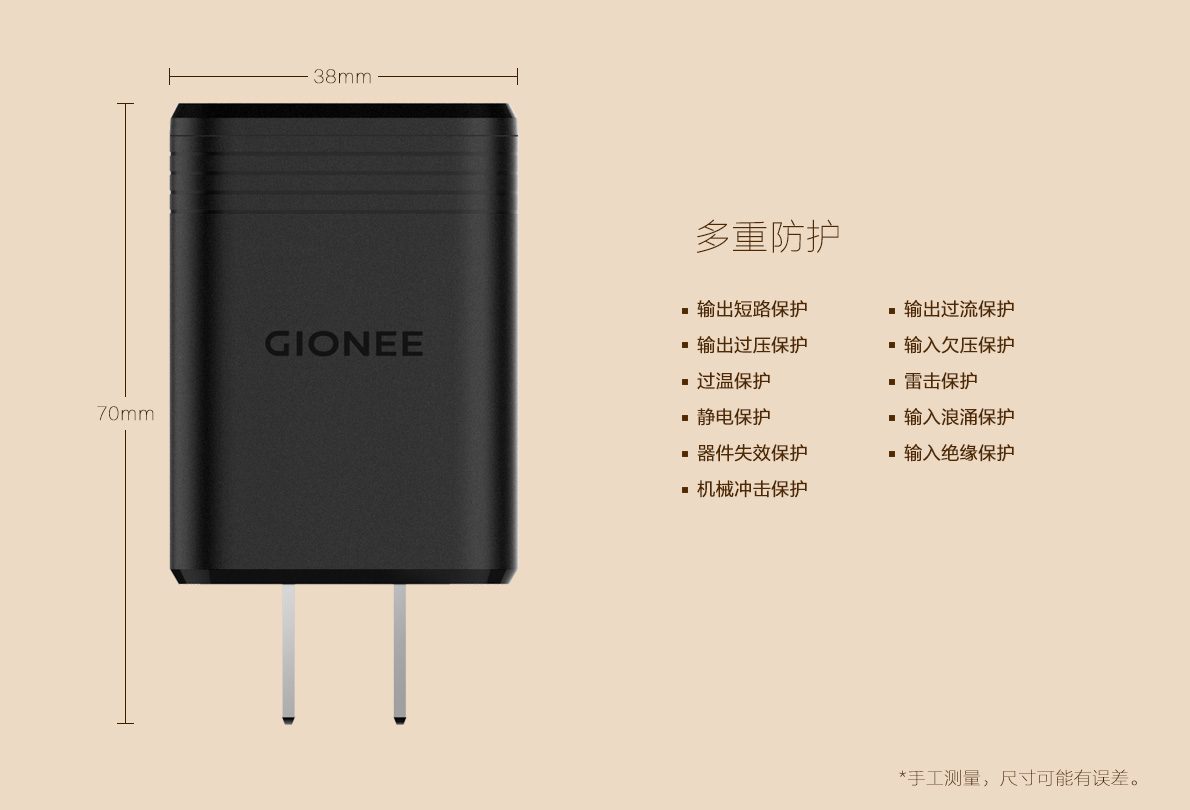 38mm
70mm
GIONEE
多重防护
输出短路保护
输出过流保护
输出过压保护
输入欠压保护
过温保护
雷击保护
静电保护
输入浪涌保护
器件失效保护
输入绝缘保护
机械冲击保护
*手工测量，尺寸可能有误差。